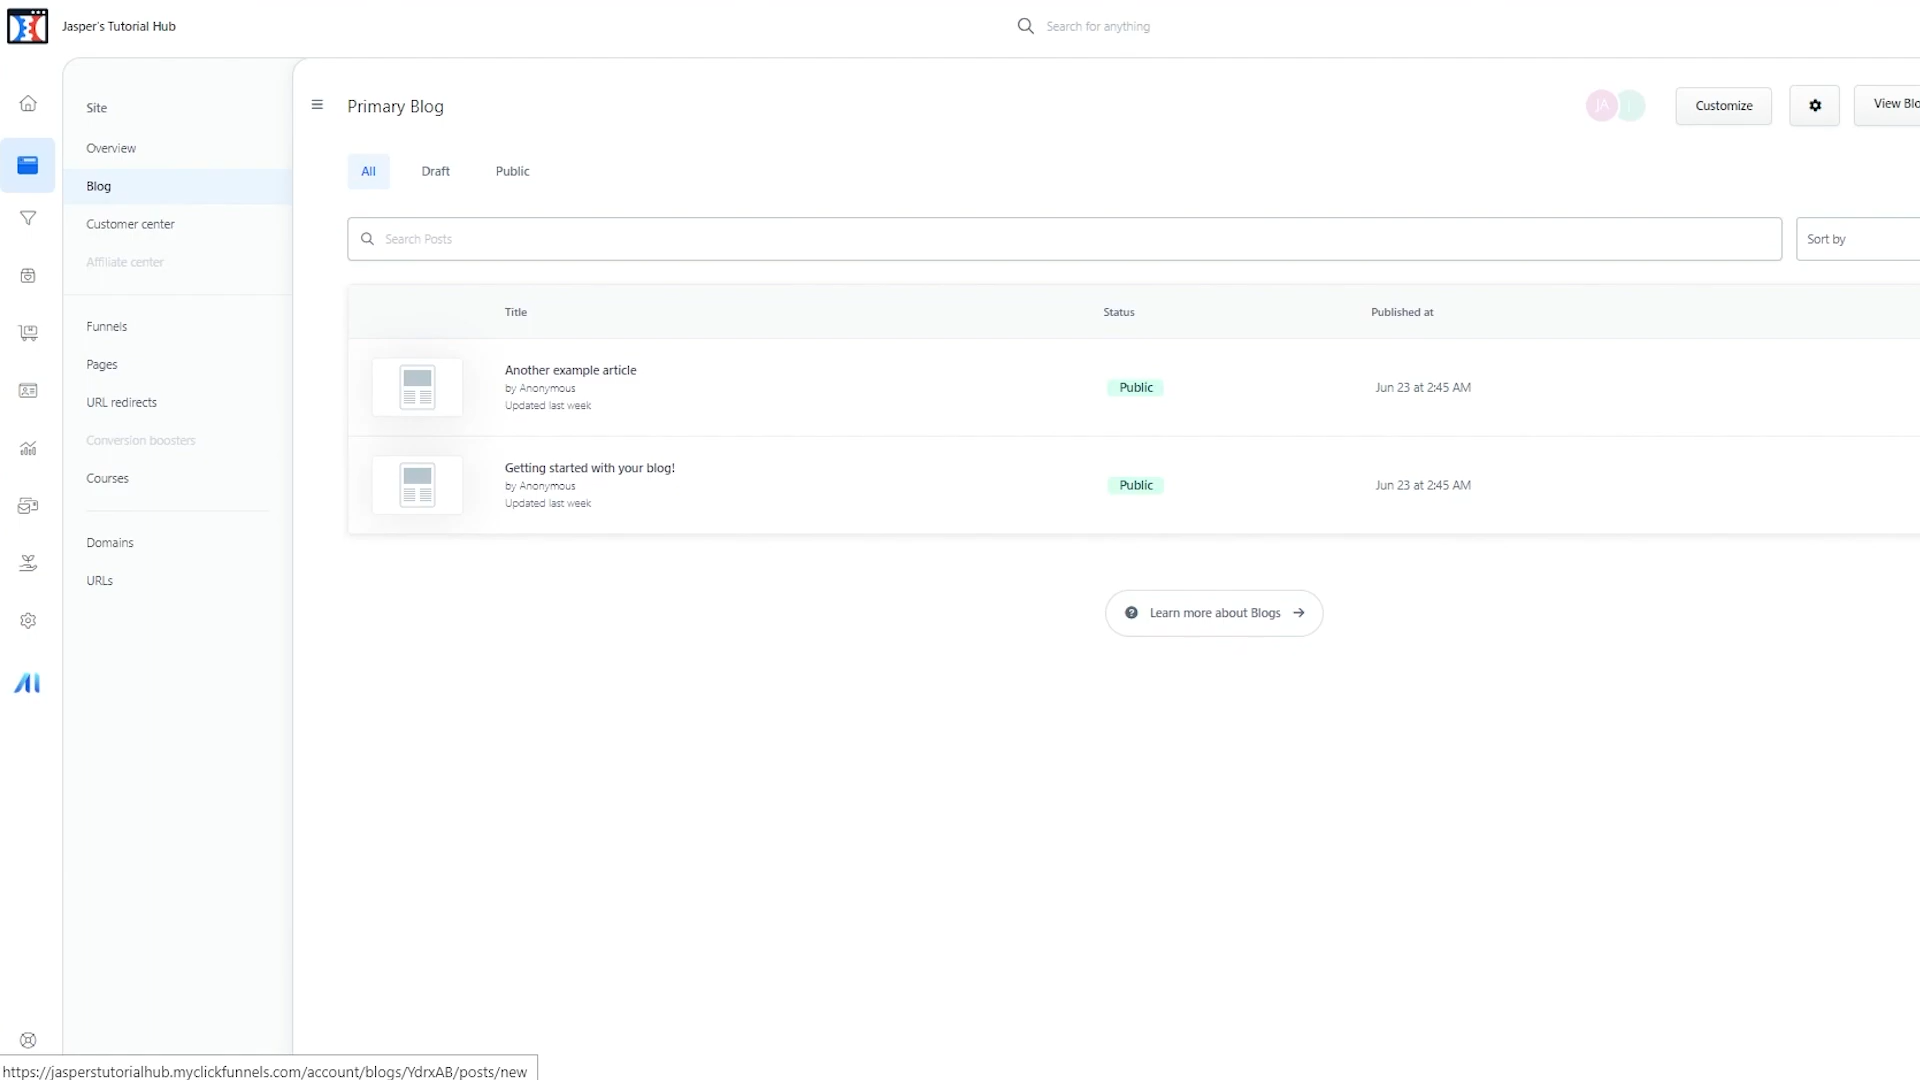 Jasper's Tutorial Hub
Search for anything
Site
Overview
Blog
Customer center
Affiliate center
Funnels
Pages
URL redirects
Conversion boosters
Courses
Domains
URLs
AI
Primary Blog
JA
Customize
View Blo
All
Draft
Public
Search Posts
Sort by
Title
Status
Published at
Another example article
by Anonymous
Updated last week
Public
Jun 23 at 2:45 AM
Getting started with your blog!
by Anonymous
Updated last week
Public
Jun 23 at 2:45 AM
Learn more about Blogs
https://jasperstutorialhub.myclickfunnels.com/account/blogs/YdrxAB/posts/new